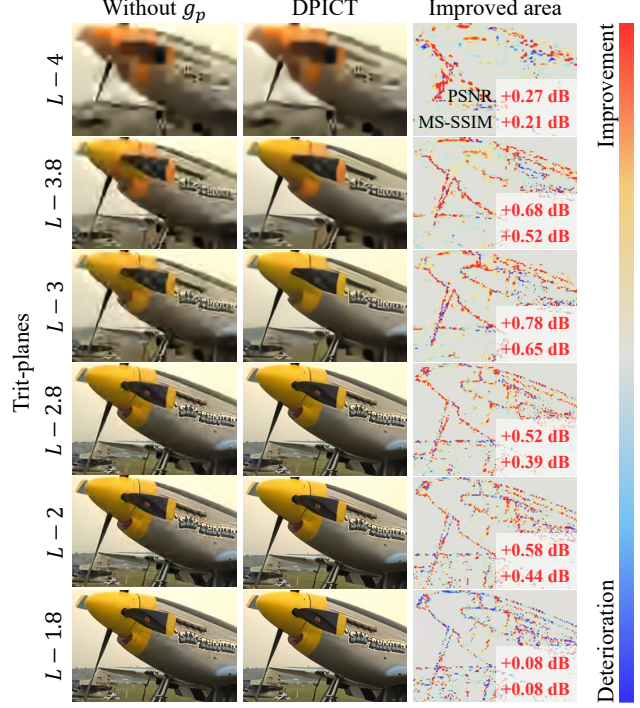 Without g_p DPICT Improved area
Trit-planes
L − 4
PSNR +0.27 dB
MS-SSIM +0.21 dB
L − 3.8
+0.68 dB
+0.52 dB
L − 3
+0.78 dB
+0.65 dB
L − 2.8
+0.52 dB
+0.39 dB
L − 2
+0.58 dB
+0.44 dB
L − 1.8
+0.08 dB
+0.08 dB
Improvement
Deterioration